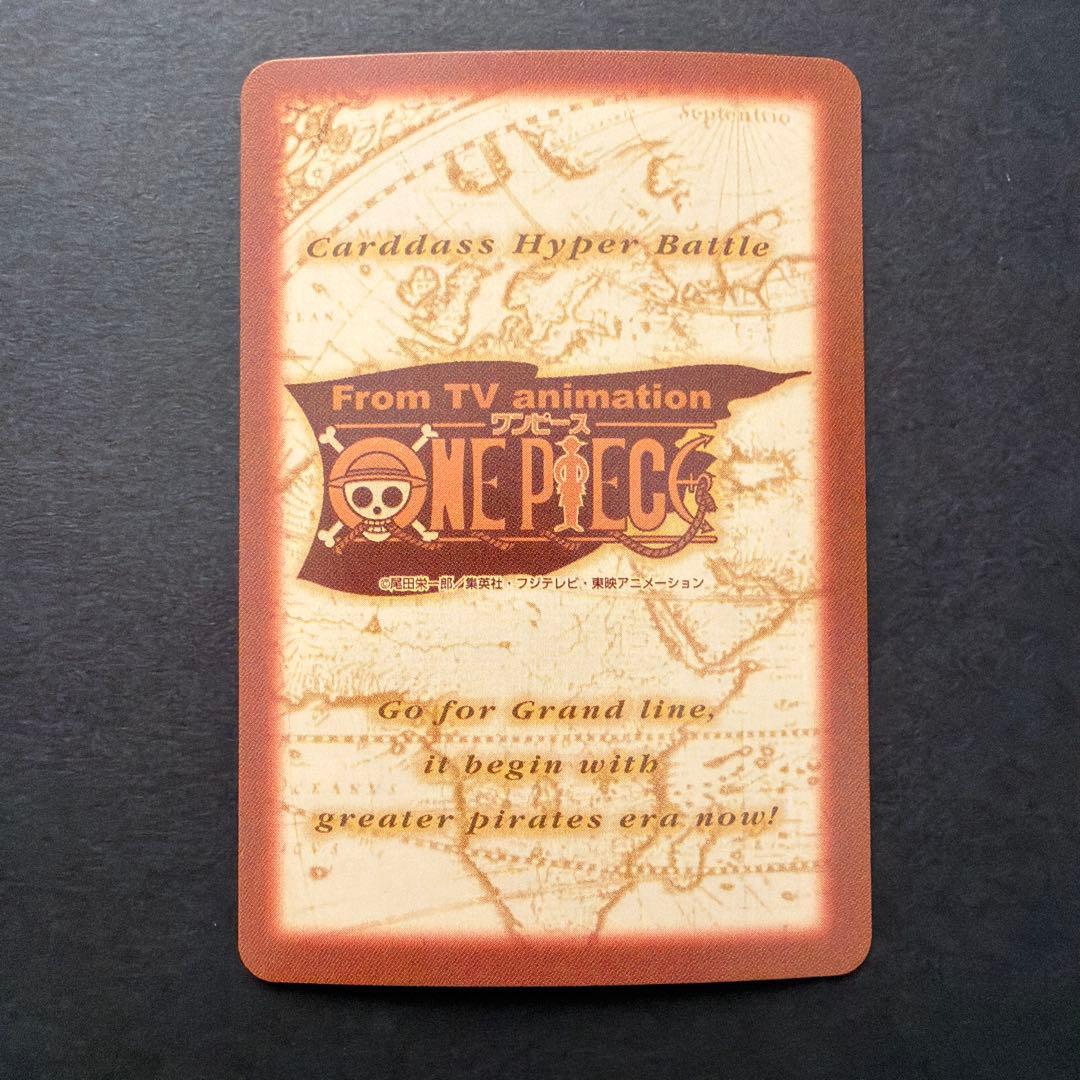 Septentrio
Carddass Hyper Battle
From TV animation
ワンピース
ONE PIECE
©尾田栄一郎／集英社・フジテレビ・東映アニメーション
Go for Grand line,
it begin with
greater pirates era now!